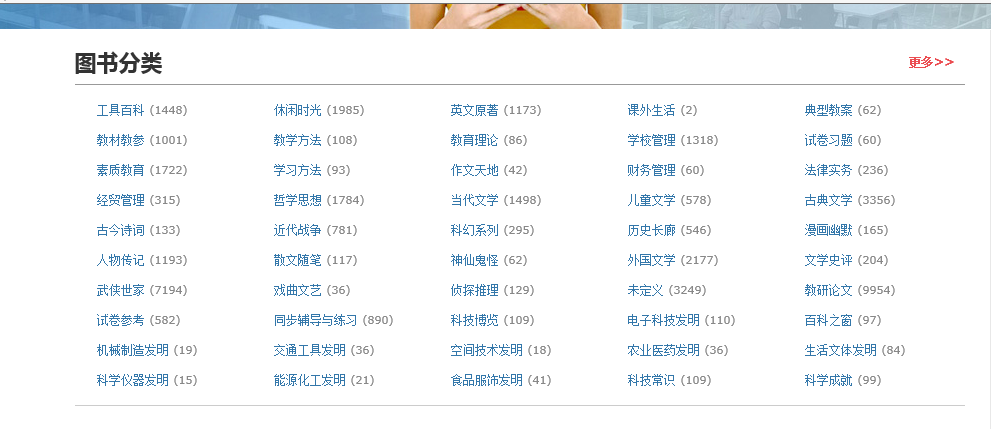 图书分类 更多>>
工具百科 (1448) 休闲时光 (1985) 英文原著 (1173) 课外生活 (2) 典型教案 (62)
教材教参 (1001) 教学方法 (108) 教育理论 (86) 学校管理 (1318) 试卷习题 (60)
素质教育 (1722) 学习方法 (93) 作文天地 (42) 财务管理 (60) 法律实务 (236)
经贸管理 (315) 哲学思想 (1784) 当代文学 (1498) 儿童文学 (578) 古典文学 (3356)
古今诗词 (133) 近代战争 (781) 科幻系列 (295) 历史长廊 (546) 漫画幽默 (165)
人物传记 (1193) 散文随笔 (117) 神仙鬼怪 (62) 外国文学 (2177) 文学史评 (204)
武侠世家 (7194) 戏曲文艺 (36) 侦探推理 (129) 未定义 (3249) 教研论文 (9954)
试卷参考 (582) 同步辅导与练习 (890) 科技博览 (109) 电子科技发明 (110) 百科之窗 (97)
机械制造发明 (19) 交通工具发明 (36) 空间技术发明 (18) 农业医药发明 (36) 生活文体发明 (84)
科学仪器发明 (15) 能源化工发明 (21) 食品服饰发明 (41) 科技常识 (109) 科学成就 (99)